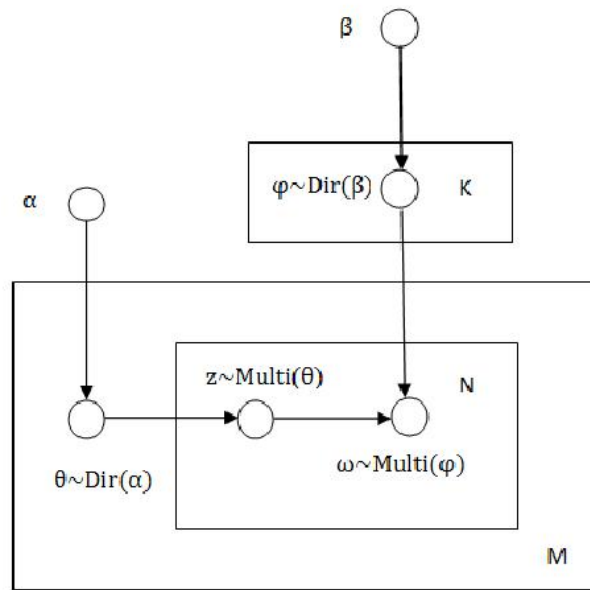 β
φ~Dir(β)
K
α
z~Multi(θ)
N
θ~Dir(α)
ω~Multi(φ)
M